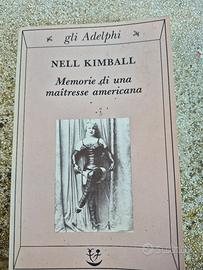 gli Adelphi
NELL KIMBALL
Memorie di una
maîtresse americana